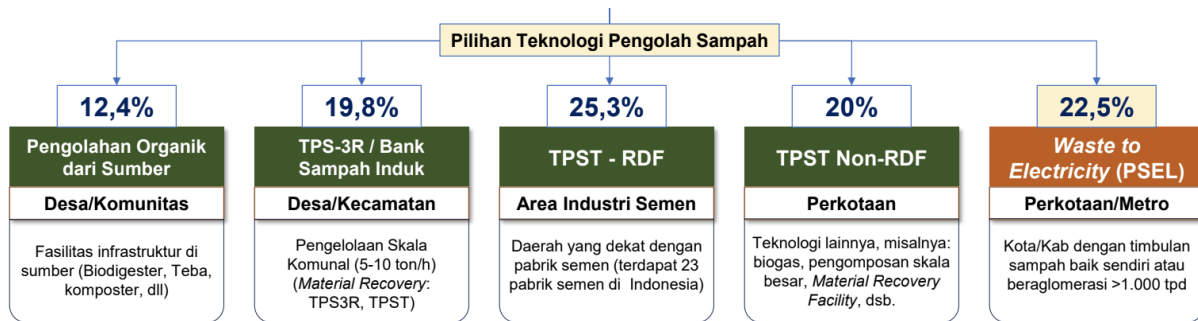 Pilihan Teknologi Pengolah Sampah
12,4%
Pengolahan Organik
dari Sumber
Desa/Komunitas
Fasilitas infrastruktur di
sumber (Biodigester, Teba,
komposter, dll)
19,8%
TPS-3R / Bank
Sampah Induk
Desa/Kecamatan
Pengelolaan Skala
Komunal (5-10 ton/h)
(Material Recovery:
TPS3R, TPST)
25,3%
TPST - RDF
Area Industri Semen
Daerah yang dekat dengan
pabrik semen (terdapat 23
pabrik semen di Indonesia)
20%
TPST Non-RDF
Perkotaan
Teknologi lainnya, misalnya:
biogas, pengomposan skala
besar, Material Recovery
Facility, dsb.
22,5%
Waste to
Electricity (PSEL)
Perkotaan/Metro
Kota/Kab dengan timbulan
sampah baik sendiri atau
beraglomerasi >1.000 tpd